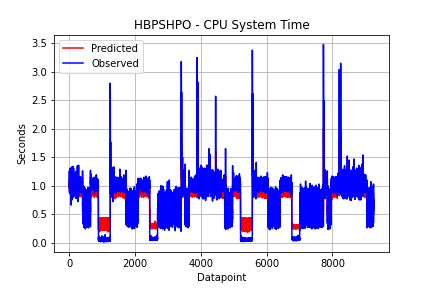 HBPSHPO - CPU System Time
Predicted
Observed
Seconds
3.5
3.0
2.5
2.0
1.5
1.0
0.5
0.0
0
2000
4000
6000
8000
Datapoint